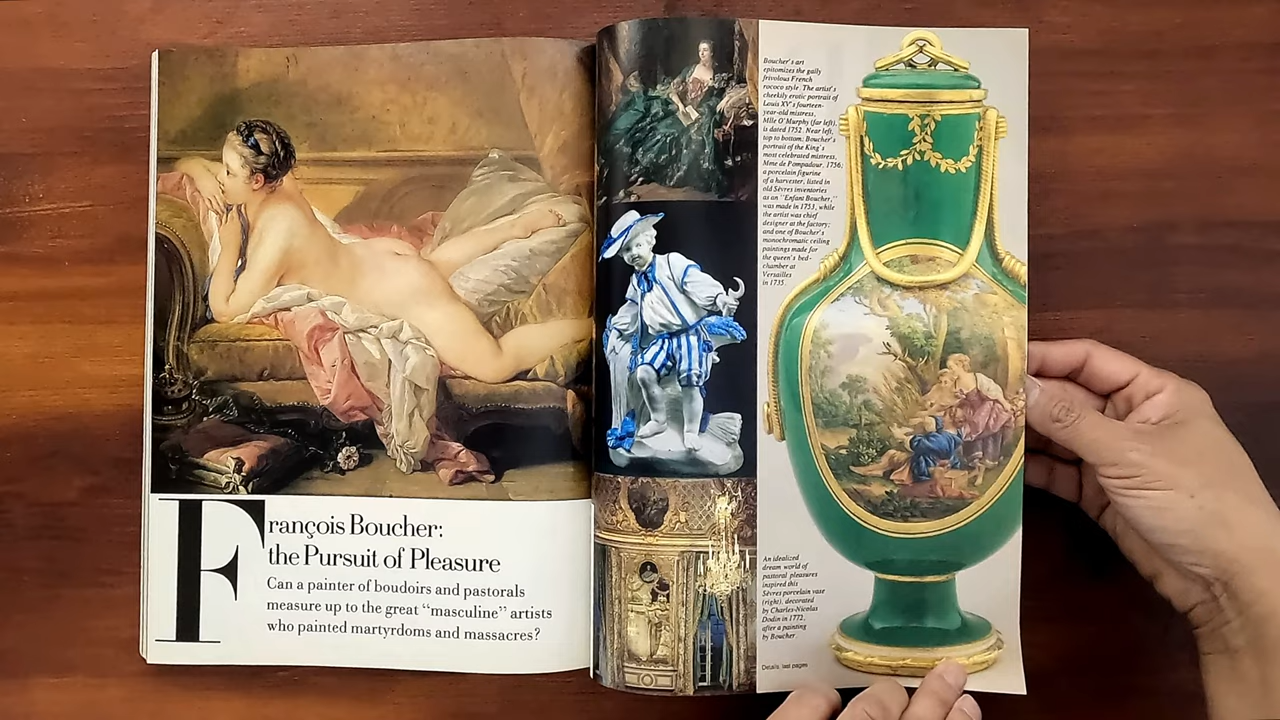 François Boucher:
the Pursuit of Pleasure
Can a painter of boudoirs and pastorals
measure up to the great “masculine” artists
who painted martyrdoms and massacres?
Boucher's art
epitomizes the gaily
frivolous French
rococo style. The artist's
cheekily erotic portrait of
Louis XV's fourteen-
year-old mistress,
Mlle O'Murphy (far left),
is dated 1752. Near left,
top to bottom: Boucher's
portrait of the King's
most celebrated mistress,
Mme de Pompadour, 1756;
a porcelain figurine
of a harvester, listed in
old Sèvres inventories
as an "Enfant Boucher,"
was made in 1753, while
the artist was chief
designer at the factory;
and one of Boucher's
monochromatic ceiling
paintings made for
the queen's bed-
chamber at
Versailles
in 1735.
An idealized
dream world of
pastoral pleasures
inspired this
Sèvres porcelain vase
(right), decorated
by Charles-Nicolas
Dodin in 1772,
after a painting
by Boucher.
Details, last pages